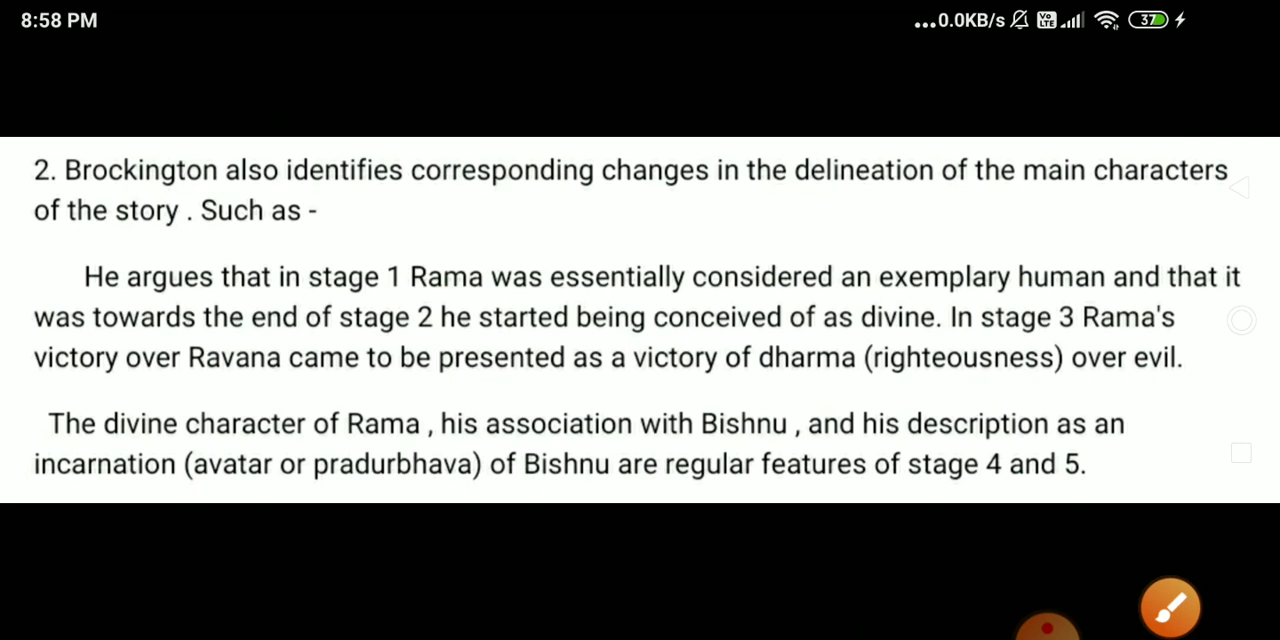 8:58 PM
...0.0KB/s Vo LTE 37
2. Brockington also identifies corresponding changes in the delineation of the main characters
of the story . Such as -
He argues that in stage 1 Rama was essentially considered an exemplary human and that it
was towards the end of stage 2 he started being conceived of as divine. In stage 3 Rama's
victory over Ravana came to be presented as a victory of dharma (righteousness) over evil.
The divine character of Rama , his association with Bishnu , and his description as an
incarnation (avatar or pradurbhava) of Bishnu are regular features of stage 4 and 5.